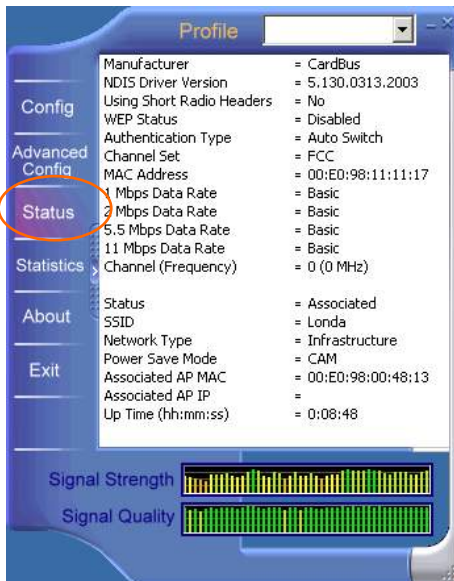 Profile
Config
Advanced
Config
Status
Statistics
About
Exit
Manufacturer = CardBus
NDIS Driver Version = 5.130.0313.2003
Using Short Radio Headers = No
WEP Status = Disabled
Authentication Type = Auto Switch
Channel Set = FCC
MAC Address = 00:E0:98:11:11:17
1 Mbps Data Rate = Basic
2 Mbps Data Rate = Basic
5.5 Mbps Data Rate = Basic
11 Mbps Data Rate = Basic
Channel (Frequency) = 0 (0 MHz)
Status = Associated
SSID = Londa
Network Type = Infrastructure
Power Save Mode = CAM
Associated AP MAC = 00:E0:98:00:48:13
Associated AP IP =
Up Time (hh:mm:ss) = 0:08:48
Signal Strength
Signal Quality